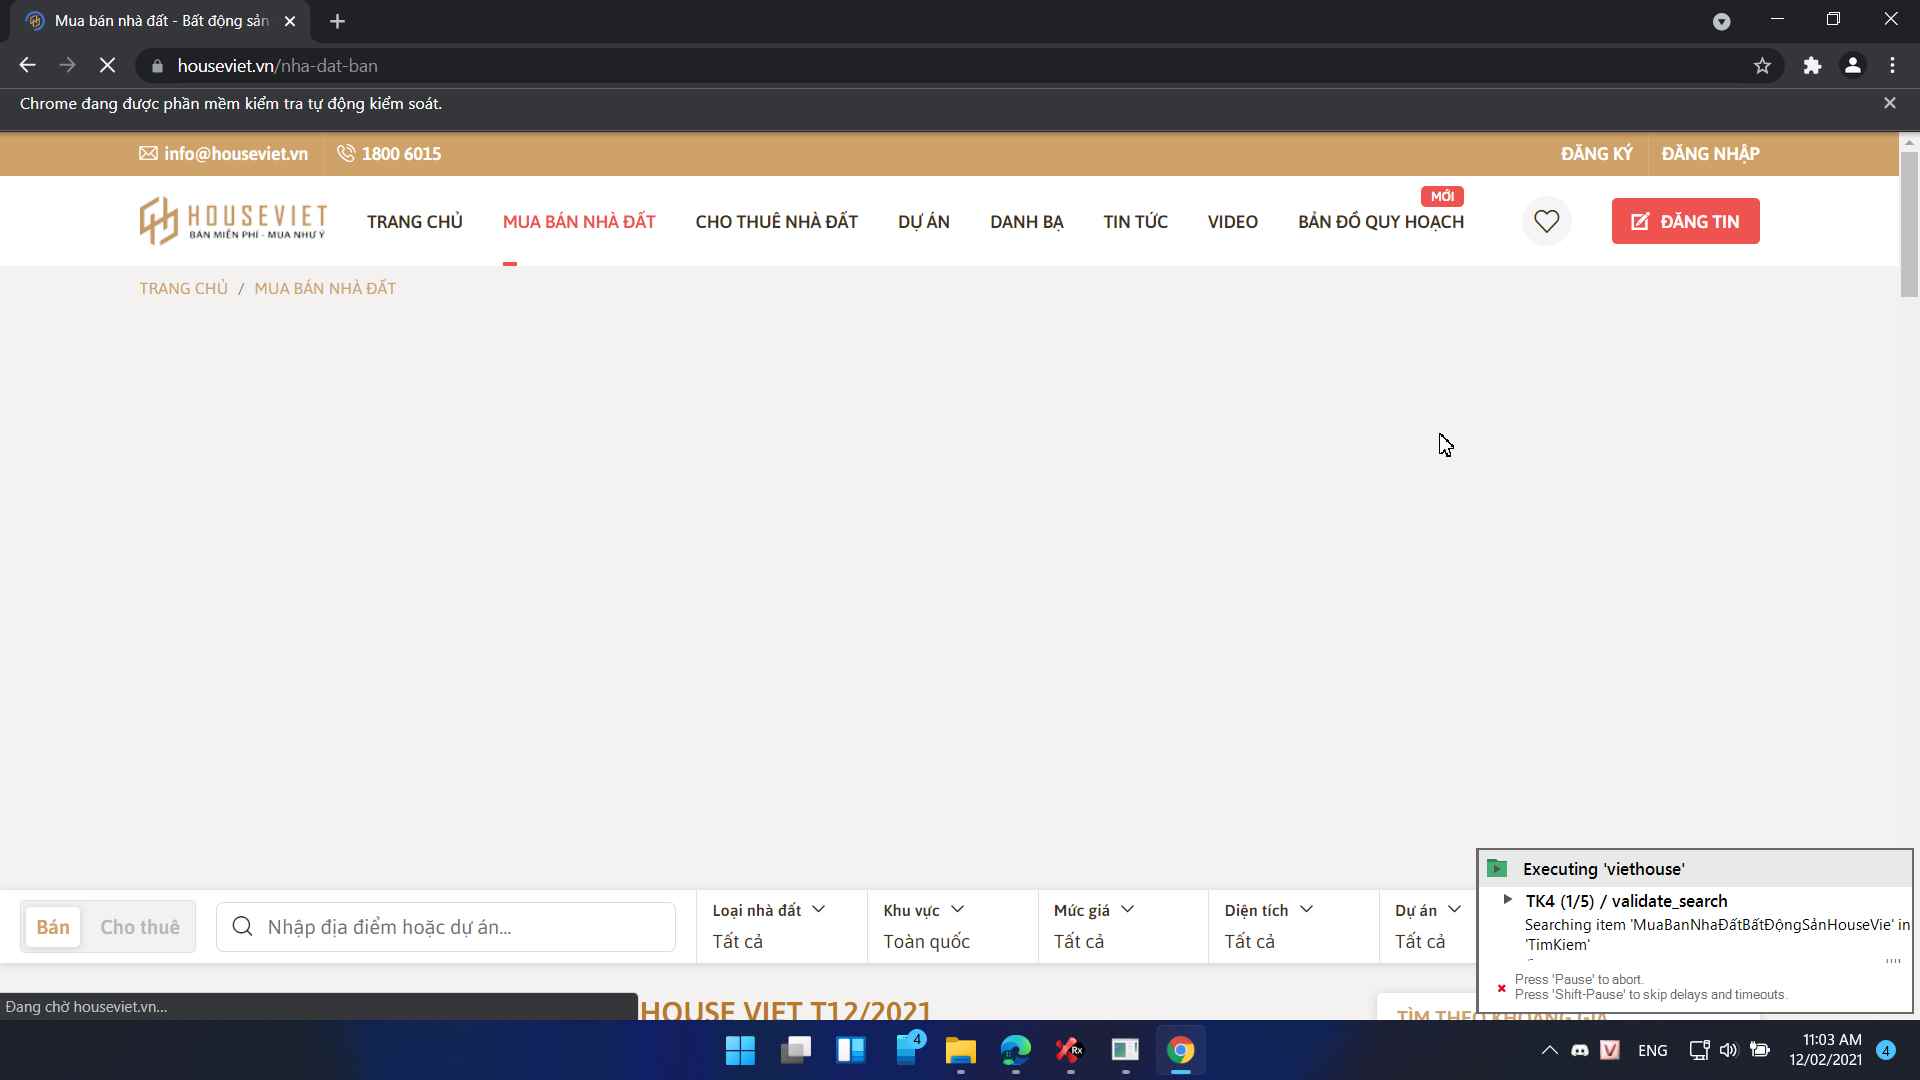 Mua bán nhà đất - Bất động sản
houseviet.vn/nha-dat-ban
Chrome đang được phần mềm kiểm tra tự động kiểm soát.
info@houseviet.vn 1800 6015 ĐĂNG KÝ ĐĂNG NHẬP
MỚI
HOUSEVIET
BÁN MIỄN PHÍ - MUA NHƯ Ý
TRANG CHỦ MUA BÁN NHÀ ĐẤT CHO THUÊ NHÀ ĐẤT DỰ ÁN DANH BẠ TIN TỨC VIDEO BẢN ĐỒ QUY HOẠCH ĐĂNG TIN
TRANG CHỦ / MUA BÁN NHÀ ĐẤT
Bán Cho thuê Nhập địa điểm hoặc dự án...
Loại nhà đất Khu vực Mức giá Diện tích Dự án
Tất cả Toàn quốc Tất cả Tất cả Tất cả
Executing 'viethouse'
TK4 (1/5) / validate_search
Searching item 'MuaBanNhaĐấtBấtĐộngSảnHouseVie' in
'TimKiem'
Press 'Pause' to abort.
Press 'Shift-Pause' to skip delays and timeouts.
Đang chờ houseviet.vn...
HOUSE VIET T12/2021
TÌM THEO KHOẢNG GIÁ
4
ENG
11:03 AM
12/02/2021
4